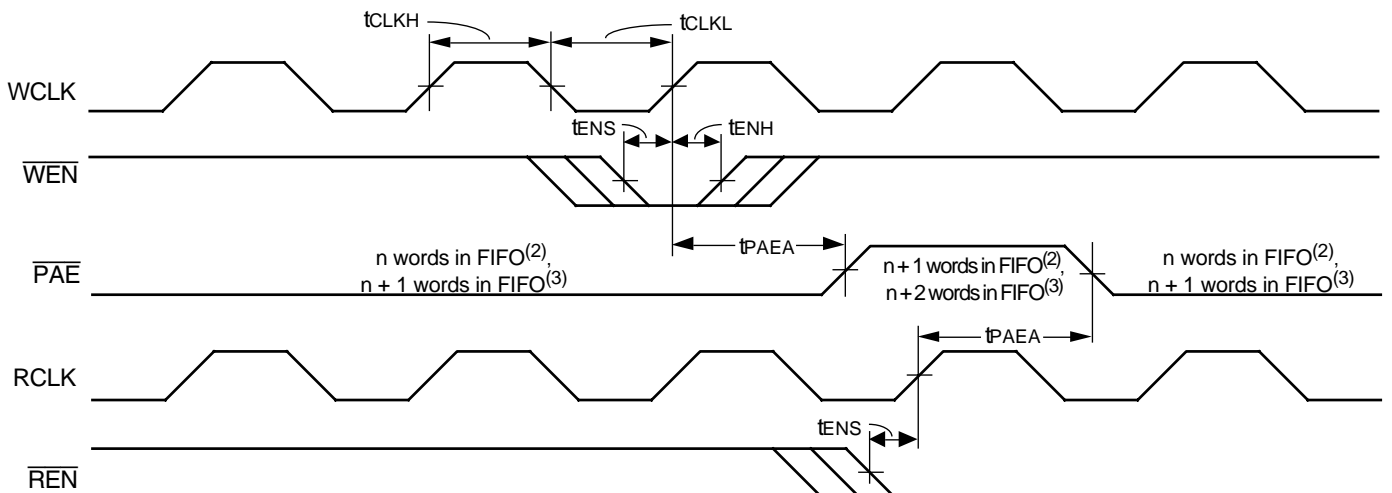 tCLKH
tCLKL
WCLK
tENS
tENH
WEN
tPAEA
PAE
n words in FIFO(2),
n + 1 words in FIFO(3)
n + 1 words in FIFO(2),
n + 2 words in FIFO(3)
n words in FIFO(2),
n + 1 words in FIFO(3)
tPAEA
RCLK
tENS
REN